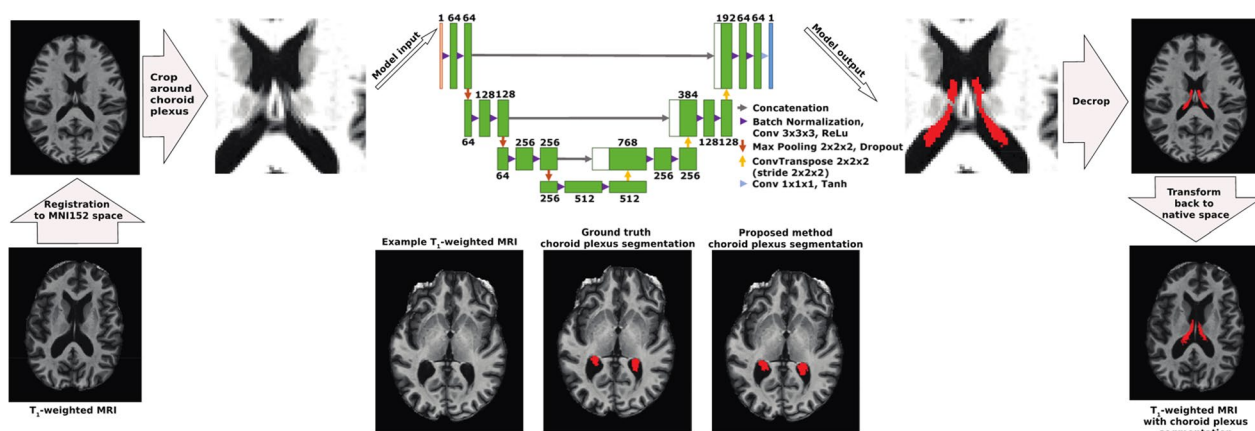 Crop
around
choroid
plexus
Registration
to MNI152 space
T1-weighted MRI
Model input
1 64 64
128128
64
256 256
64
256 512 512
768
256 256
384
128128
192 64 64 1
Model output
Concatenation
Batch Normalization,
Conv 3x3x3, ReLu
Max Pooling 2x2x2, Dropout
ConvTranspose 2x2x2
(stride 2x2x2)
Conv 1x1x1, Tanh
Example T1-weighted MRI
Ground truth
choroid plexus segmentation
Proposed method
choroid plexus segmentation
Decrop
Transform
back to
native space
T1-weighted MRI
with choroid plexus